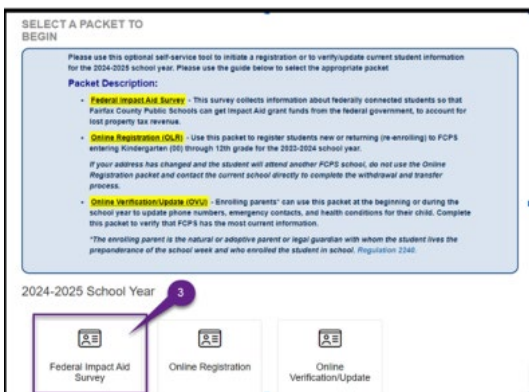 SELECT A PACKET TO
BEGIN
Please use this optional self-service tool to initiate a registration or to verify/update current student information
for the 2024-2025 school year. Please use the guide below to select the appropriate packet
Packet Description:
• Federal Impact Aid Survey - This survey collects information about federally connected students so that
Fairfax County Public Schools can get Impact Aid grant funds from the federal government, to account for
lost property tax revenue.
• Online Registration (OLR) - Use this packet to register students new or returning (re-enrolling) to FCPS
entering Kindergarten (00) through 12th grade for the 2023-2024 school year.
If your address has changed and the student will attend another FCPS school, do not use the Online
Registration packet and contact the current school directly to complete the withdrawal and transfer
process.
• Online Verification/Update (OVU) - Enrolling parents* can use this packet at the beginning or during the
school year to update phone numbers, emergency contacts, and health conditions for their child. Complete
this packet to verify that FCPS has the most current information.
*The enrolling parent is the natural or adoptive parent or legal guardian with whom the student lives the
preponderance of the school week and who enrolled the student in school. Regulation 2240.
2024-2025 School Year
3
Federal Impact Aid
Survey
Online Registration
Online
Verification/Update